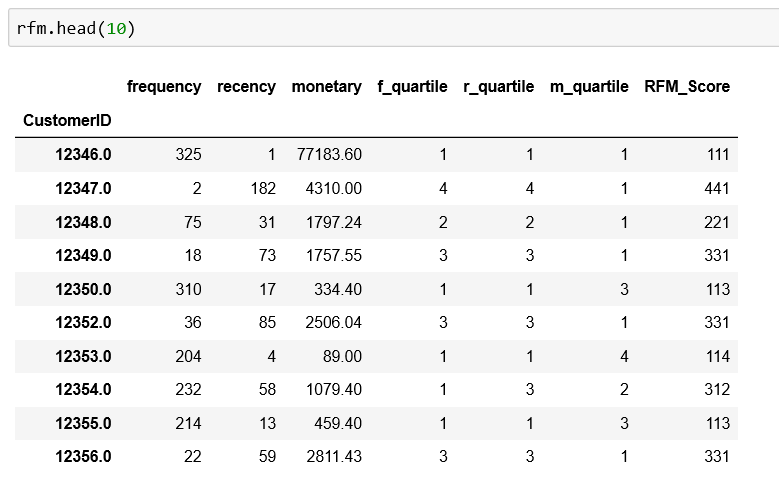 rfm.head(10)
frequency recency monetary f_quartile r_quartile m_quartile RFM_Score
CustomerID
12346.0 325 1 77183.60 1 1 1 111
12347.0 2 182 4310.00 4 4 1 441
12348.0 75 31 1797.24 2 2 1 221
12349.0 18 73 1757.55 3 3 1 331
12350.0 310 17 334.40 1 1 3 113
12352.0 36 85 2506.04 3 3 1 331
12353.0 204 4 89.00 1 1 4 114
12354.0 232 58 1079.40 1 3 2 312
12355.0 214 13 459.40 1 1 3 113
12356.0 22 59 2811.43 3 3 1 331